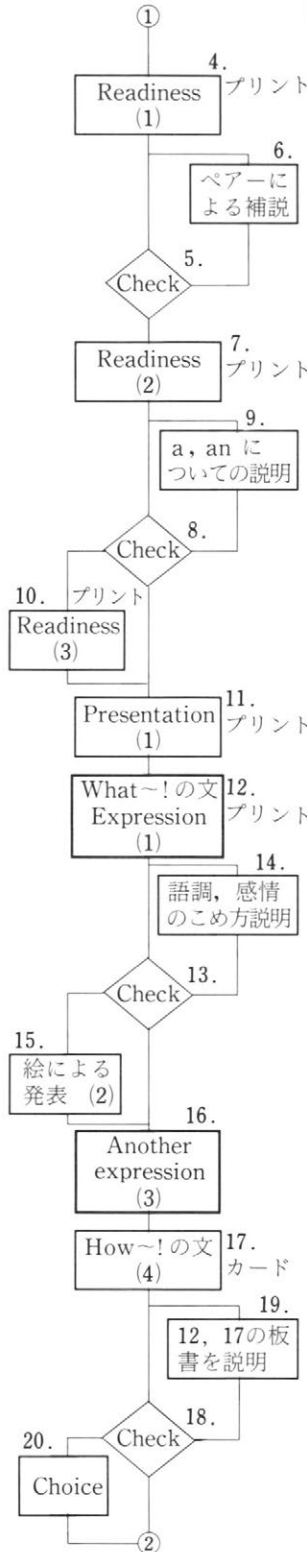 ①
4.
プリント
Readiness
(1)
6.
ペアーに
よる補説
5.
Check
7.
プリント
Readiness
(2)
9.
a, an に
ついての説明
8.
Check
10. プリント
Readiness
(3)
11.
プリント
Presentation
(1)
12.
プリント
What~!の文
Expression
(1)
14.
語調，感情
のこめ方説明
13.
Check
15.
絵による
発表 (2)
16.
Another
expression
(3)
17.
カード
How~!の文
(4)
19.
12, 17の板
書を説明
18.
Check
20.
Choice
②